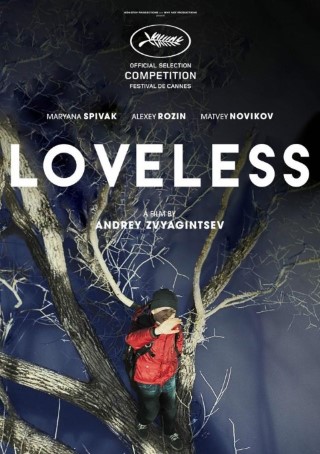 OFFICIAL SELECTION
COMPETITION
FESTIVAL DE CANNES
MARYANA SPIVAK ALEXEY ROZIN MATVEY NOVIKOV
LOVELESS
A FILM BY
ANDREY ZVYAGINTSEV